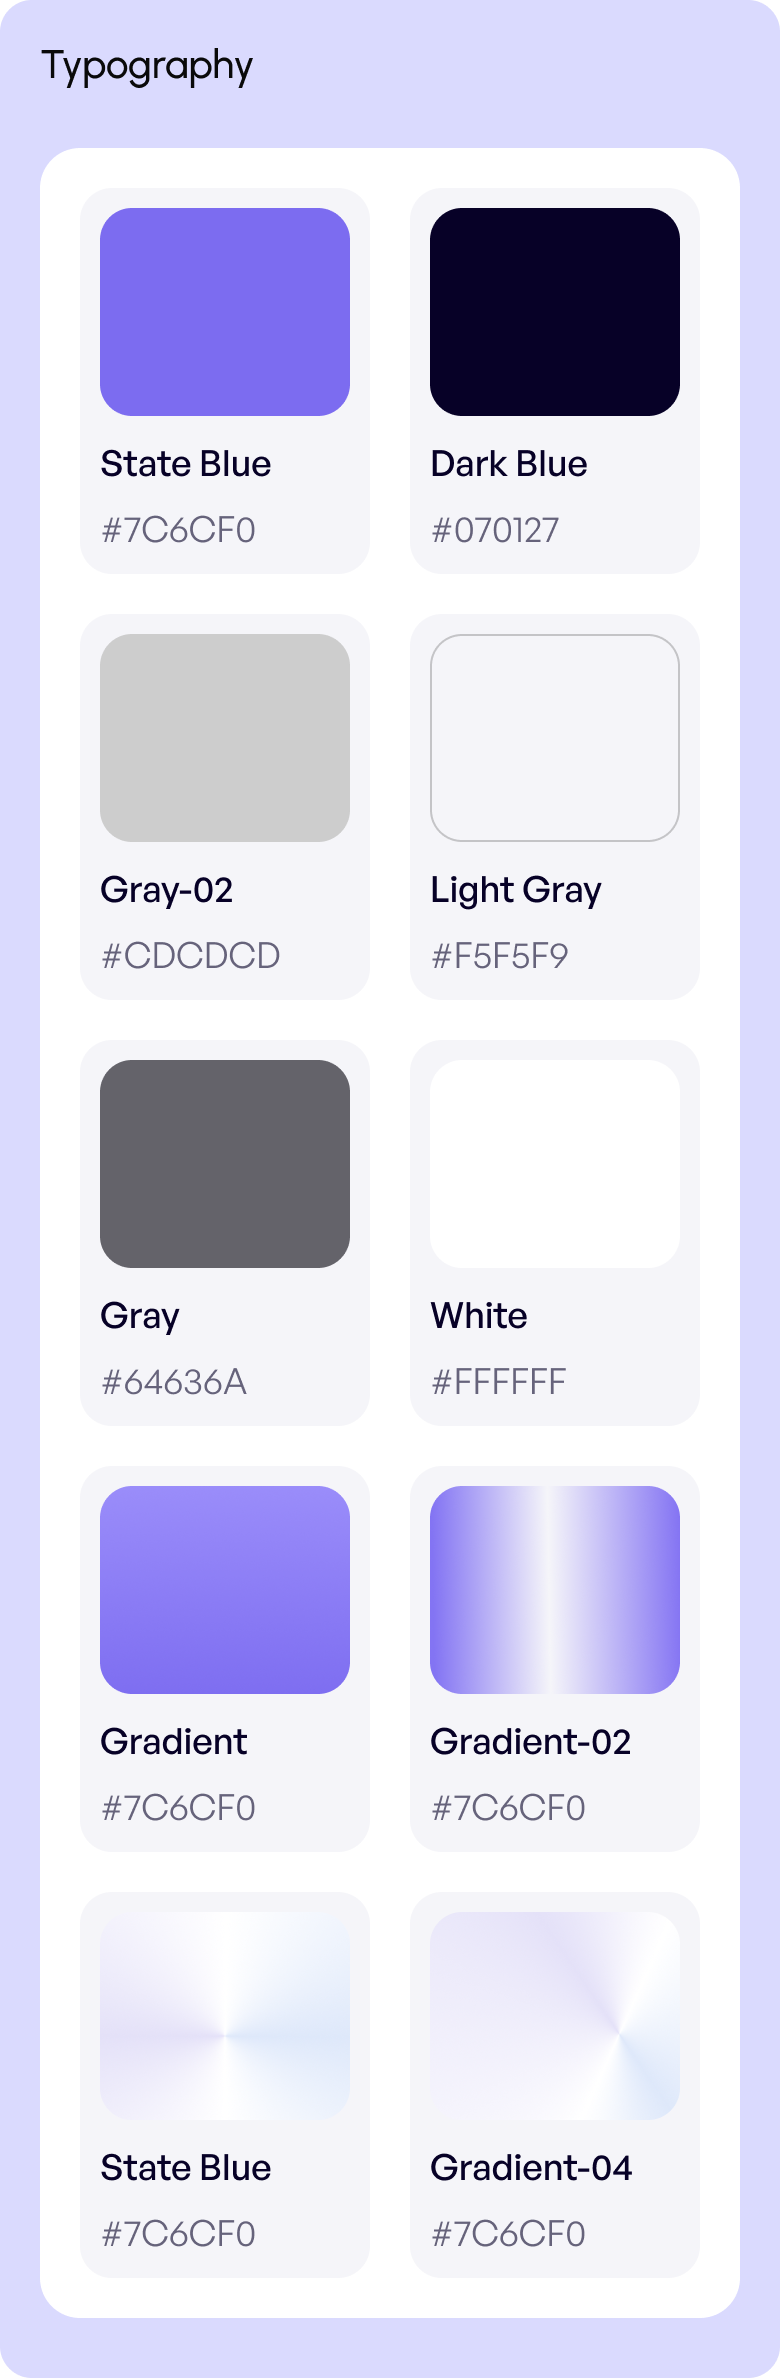 Typography
State Blue
#7C6CF0
Dark Blue
#070127
Gray-02
#CDCDCD
Light Gray
#F5F5F9
Gray
#64636A
White
#FFFFFF
Gradient
#7C6CF0
Gradient-02
#7C6CF0
State Blue
#7C6CF0
Gradient-04
#7C6CF0